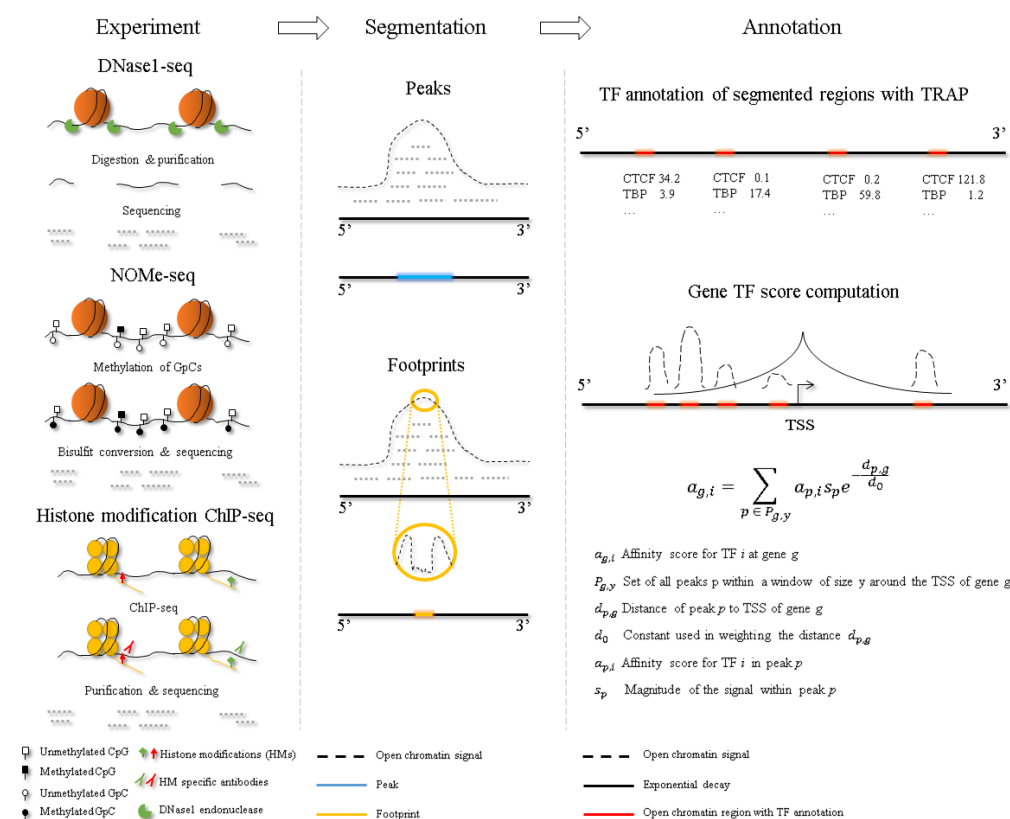 Experiment
Segmentation
Annotation
DNase1-seq
Digestion & purification
Sequencing
NOMe-seq
Methylation of GpCs
Bisulfit conversion & sequencing
Histone modification ChIP-seq
ChIP-seq
Purification & sequencing
Unmethylated CpG
Methylated CpG
Unmethylated GpC
Methylated GpC
Histone modifications (HMs)
HM specific antibodies
DNase1 endonuclease
Peaks
5’ 3’
5’ 3’
Footprints
5’ 3’
5’ 3’
Open chromatin signal
Peak
Footprint
TF annotation of segmented regions with TRAP
5’ 3’
CTCF 34.2 CTCF 0.1 CTCF 0.2 CTCF 121.8
TBP 3.9 TBP 17.4 TBP 59.8 TBP 1.2
… … … …
Gene TF score computation
5’ 3’
TSS
a_{g,i} = ∑_{p ∈ P_{g,y}} a_{p,i} s_p e^{-\frac{d_{p,g}}{d_0}}
a_{g,i} Affinity score for TF i at gene g
P_{g,y} Set of all peaks p within a window of size y around the TSS of gene g
d_{p,g} Distance of peak p to TSS of gene g
d_0 Constant used in weighting the distance d_{p,g}
a_{p,i} Affinity score for TF i in peak p
s_p Magnitude of the signal within peak p
Open chromatin signal
Exponential decay
Open chromatin region with TF annotation